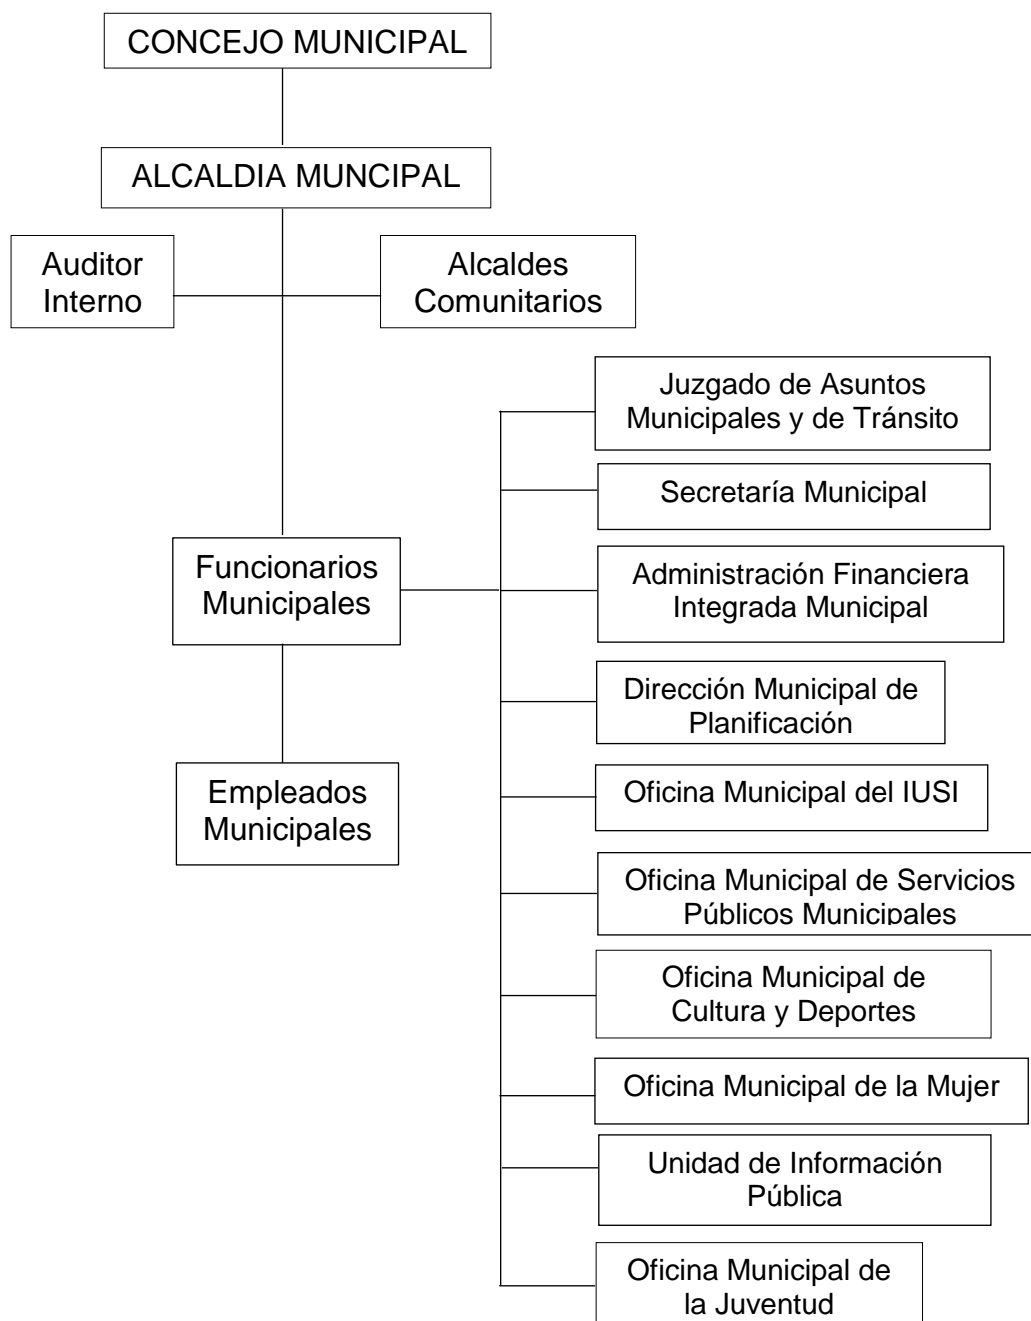 CONCEJO MUNICIPAL
ALCALDIA MUNCIPAL
Auditor
Interno
Alcaldes
Comunitarios
Juzgado de Asuntos
Municipales y de Tránsito
Secretaría Municipal
Funcionarios
Municipales
Administración Financiera
Integrada Municipal
Dirección Municipal de
Planificación
Empleados
Municipales
Oficina Municipal del IUSI
Oficina Municipal de Servicios
Públicos Municipales
Oficina Municipal de
Cultura y Deportes
Oficina Municipal de la Mujer
Unidad de Información
Pública
Oficina Municipal de
la Juventud